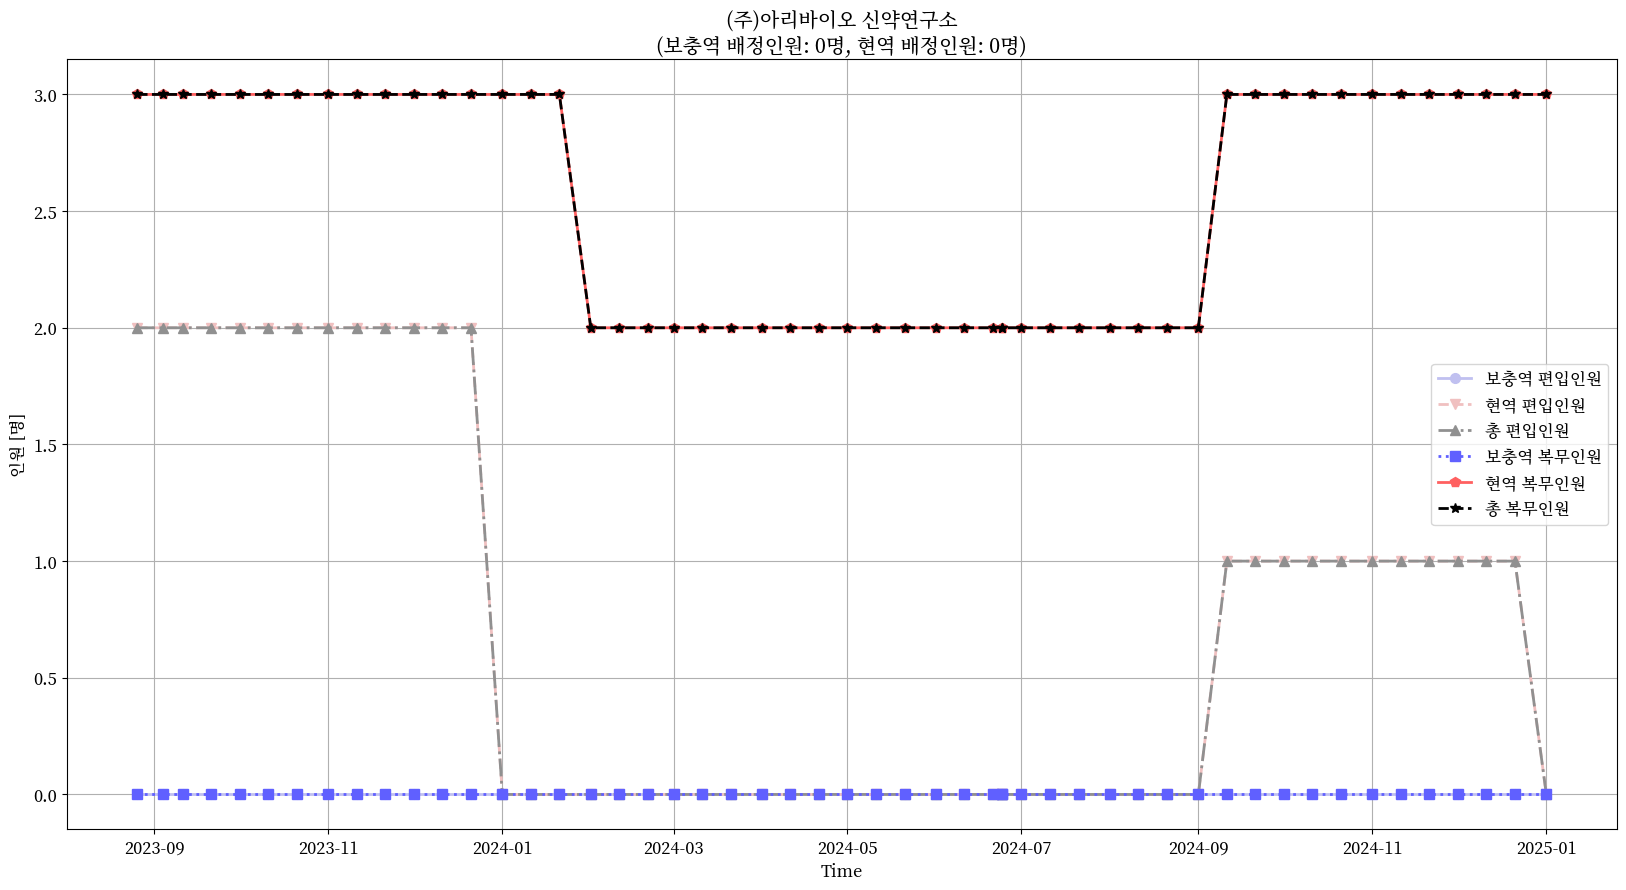 (주)아리바이오 신약연구소
(보충역 배정인원: 0명, 현역 배정인원: 0명)
인원 [명]
3.0
2.5
2.0
1.5
1.0
0.5
0.0
보충역 편입인원
현역 편입인원
총 편입인원
보충역 복무인원
현역 복무인원
총 복무인원
2023-09
2023-11
2024-01
2024-03
2024-05
2024-07
2024-09
2024-11
2025-01
Time